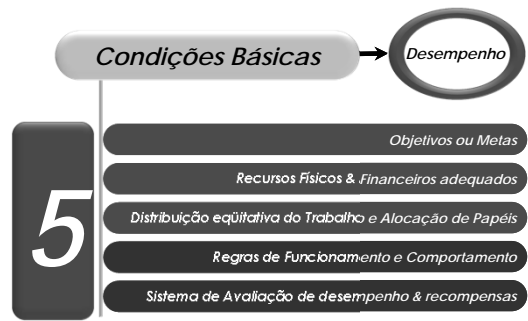 Condições Básicas
Desempenho
5
Objetivos ou Metas
Recursos Físicos & Financeiros adequados
Distribuição eqüitativa do Trabalho e Alocação de Papéis
Regras de Funcionamento e Comportamento
Sistema de Avaliação de desempenho & recompensas